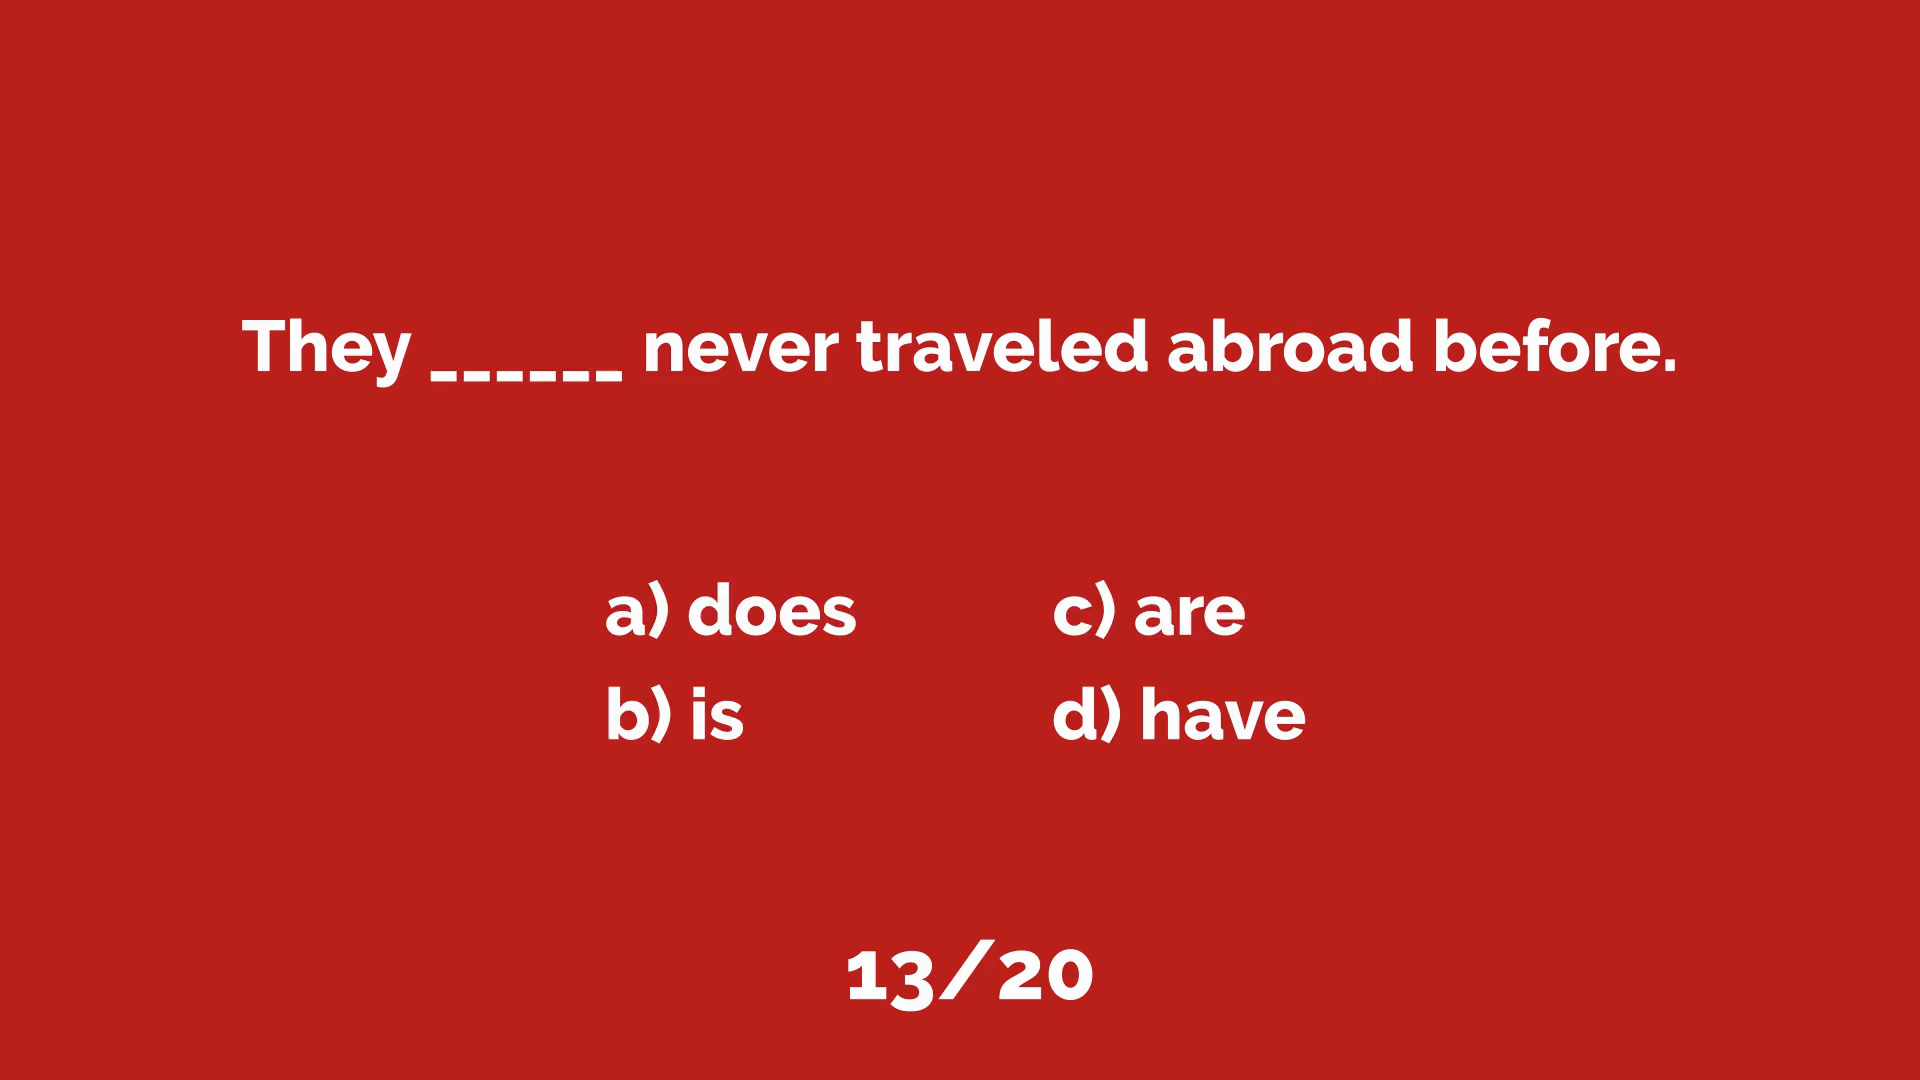 They ______ never traveled abroad before.
a) does
b) is
c) are
d) have
13/20